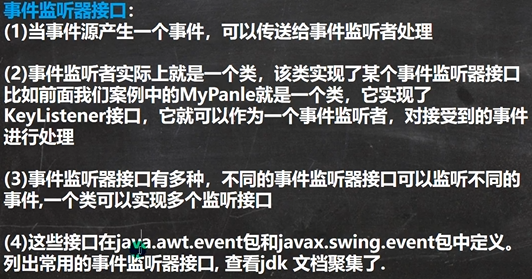 事件监听器接口：
(1)当事件源产生一个事件，可以传送给事件监听者处理
(2)事件监听者实际上就是一个类，该类实现了某个事件监听器接口
比如前面我们案例中的MyPanle就是一个类，它实现了
KeyListener接口，它就可以作为一个事件监听者，对接受到的事件
进行处理
(3)事件监听器接口有多种，不同的事件监听器接口可以监听不同的
事件,一个类可以实现多个监听接口
(4)这些接口在java.awt.event包和javax.swing.event包中定义。
列出常用的事件监听器接口, 查看jdk 文档聚集了.